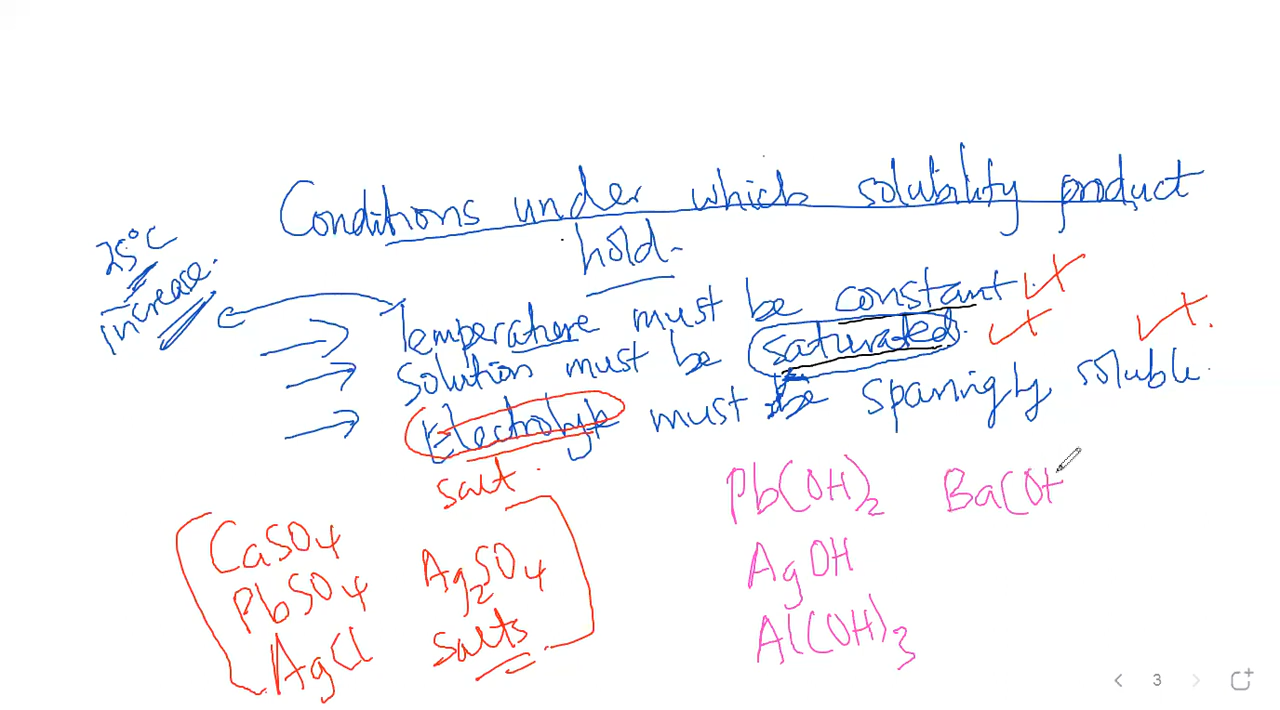 Conditions under which solubility product
hold.
25°C
increase.
Temperature must be constant
Solution must be saturated.
Electrolyte must be sparingly soluble.
salt.
CaSO4
PbSO4
AgCl
Ag2SO4
salts
Pb(OH)2
AgOH
Al(OH)3
Ba(OH
3